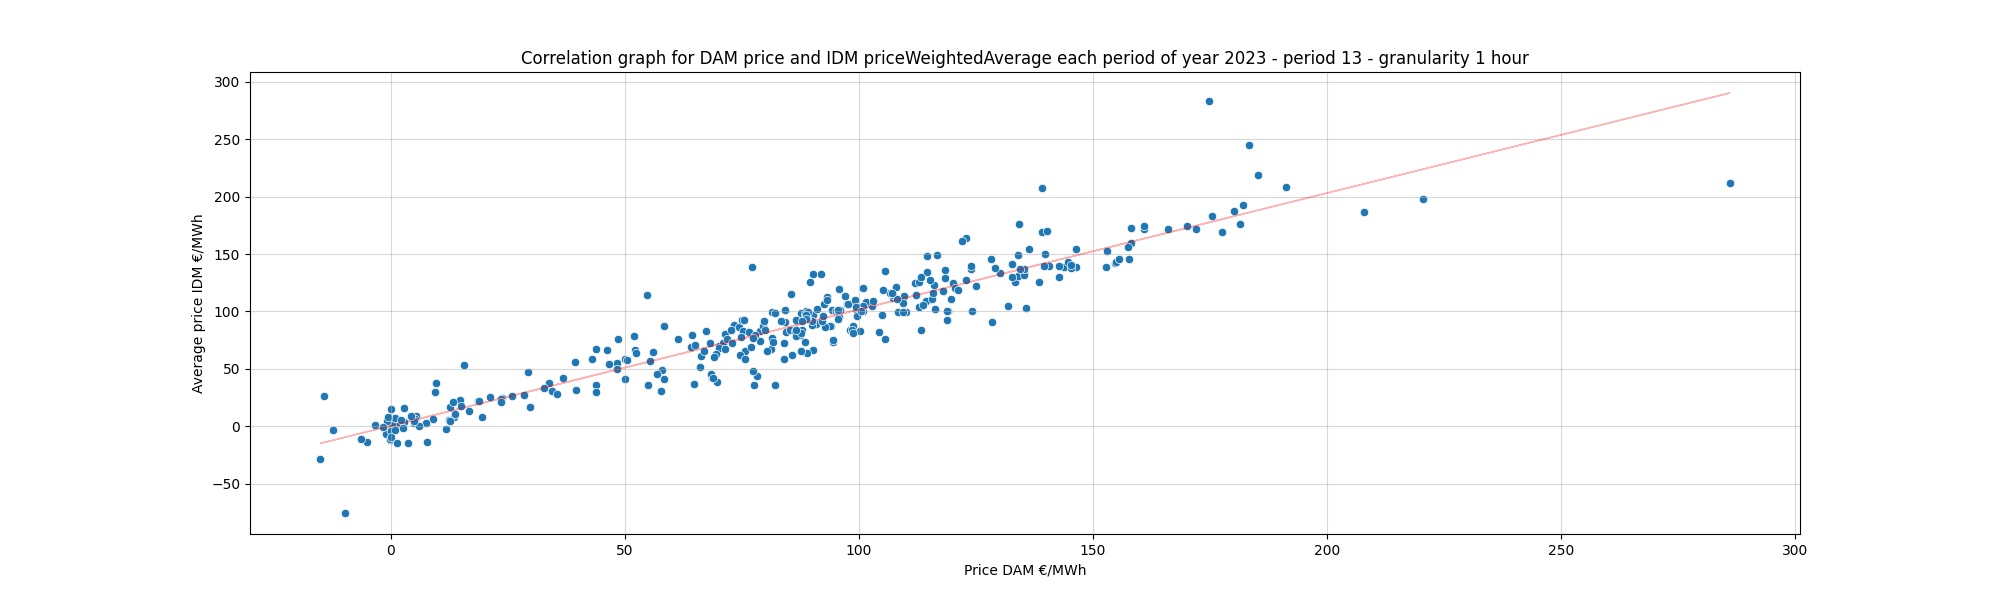 Correlation graph for DAM price and IDM priceWeightedAverage each period of year 2023 - period 13 - granularity 1 hour
300
250
200
150
100
50
0
−50
Average price IDM €/MWh
0 50 100 150 200 250 300
Price DAM €/MWh